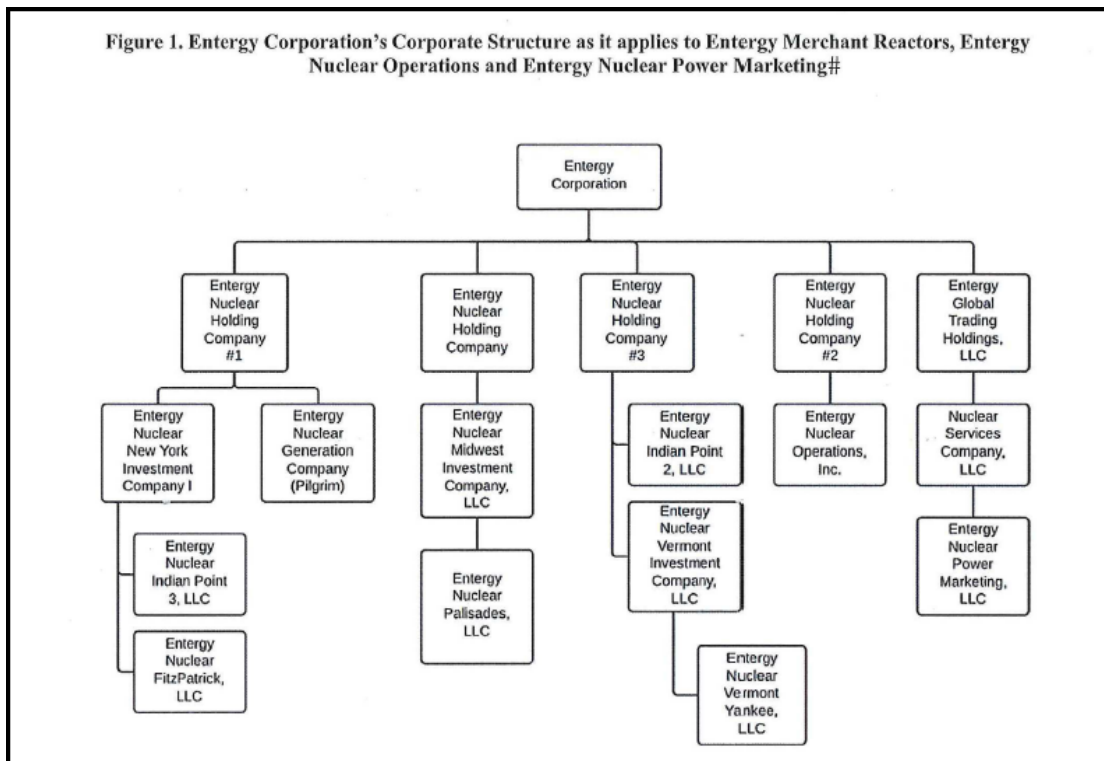 Figure 1. Entergy Corporation's Corporate Structure as it applies to Entergy Merchant Reactors, Entergy
Nuclear Operations and Entergy Nuclear Power Marketing#
Entergy
Corporation
Entergy
Nuclear
Holding
Company
#1
Entergy
Nuclear
Holding
Company
Entergy
Nuclear
Holding
Company
#3
Entergy
Nuclear
Holding
Company
#2
Entergy
Global
Trading
Holdings,
LLC
Entergy
Nuclear
New York
Investment
Company I
Entergy
Nuclear
Generation
Company
(Pilgrim)
Entergy
Nuclear
Midwest
Investment
Company,
LLC
Entergy
Nuclear
Indian Point
2, LLC
Entergy
Nuclear
Operations,
Inc.
Nuclear
Services
Company,
LLC
Entergy
Nuclear
Indian Point
3, LLC
Entergy
Nuclear
Palisades,
LLC
Entergy
Nuclear
Vermont
Investment
Company,
LLC
Entergy
Nuclear
Power
Marketing,
LLC
Entergy
Nuclear
FitzPatrick,
LLC
Entergy
Nuclear
Vermont
Yankee,
LLC